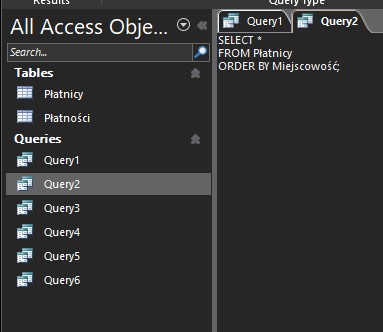 Results
Query Type
All Access Obje...
Search...
Tables
Płatnicy
Płatności
Queries
Query1
Query2
Query3
Query4
Query5
Query6
Query1
Query2
SELECT *
FROM Płatnicy
ORDER BY Miejscowość;